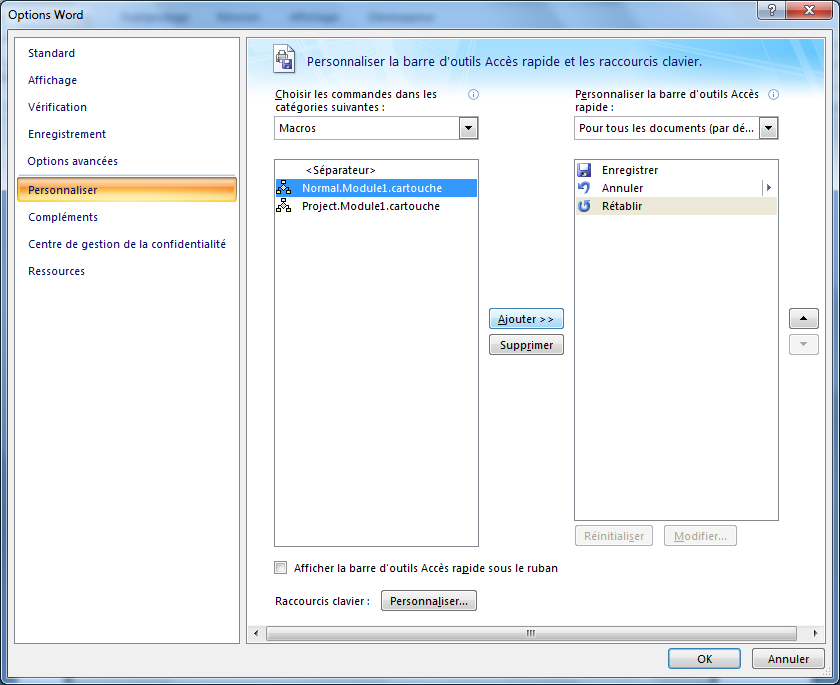 Options Word
Standard
Affichage
Vérification
Enregistrement
Options avancées
Personnaliser
Compléments
Centre de gestion de la confidentialité
Ressources
Personnaliser la barre d'outils Accès rapide et les raccourcis clavier.
Choisir les commandes dans les
catégories suivantes :
Macros
<Séparateur>
Normal.Module1.cartouche
Project.Module1.cartouche
Ajouter >>
Supprimer
Personnaliser la barre d'outils Accès
rapide :
Pour tous les documents (par dé...
Enregistrer
Annuler
Rétablir
Réinitialiser
Modifier...
Afficher la barre d'outils Accès rapide sous le ruban
Raccourcis clavier :
Personnaliser...
OK
Annuler